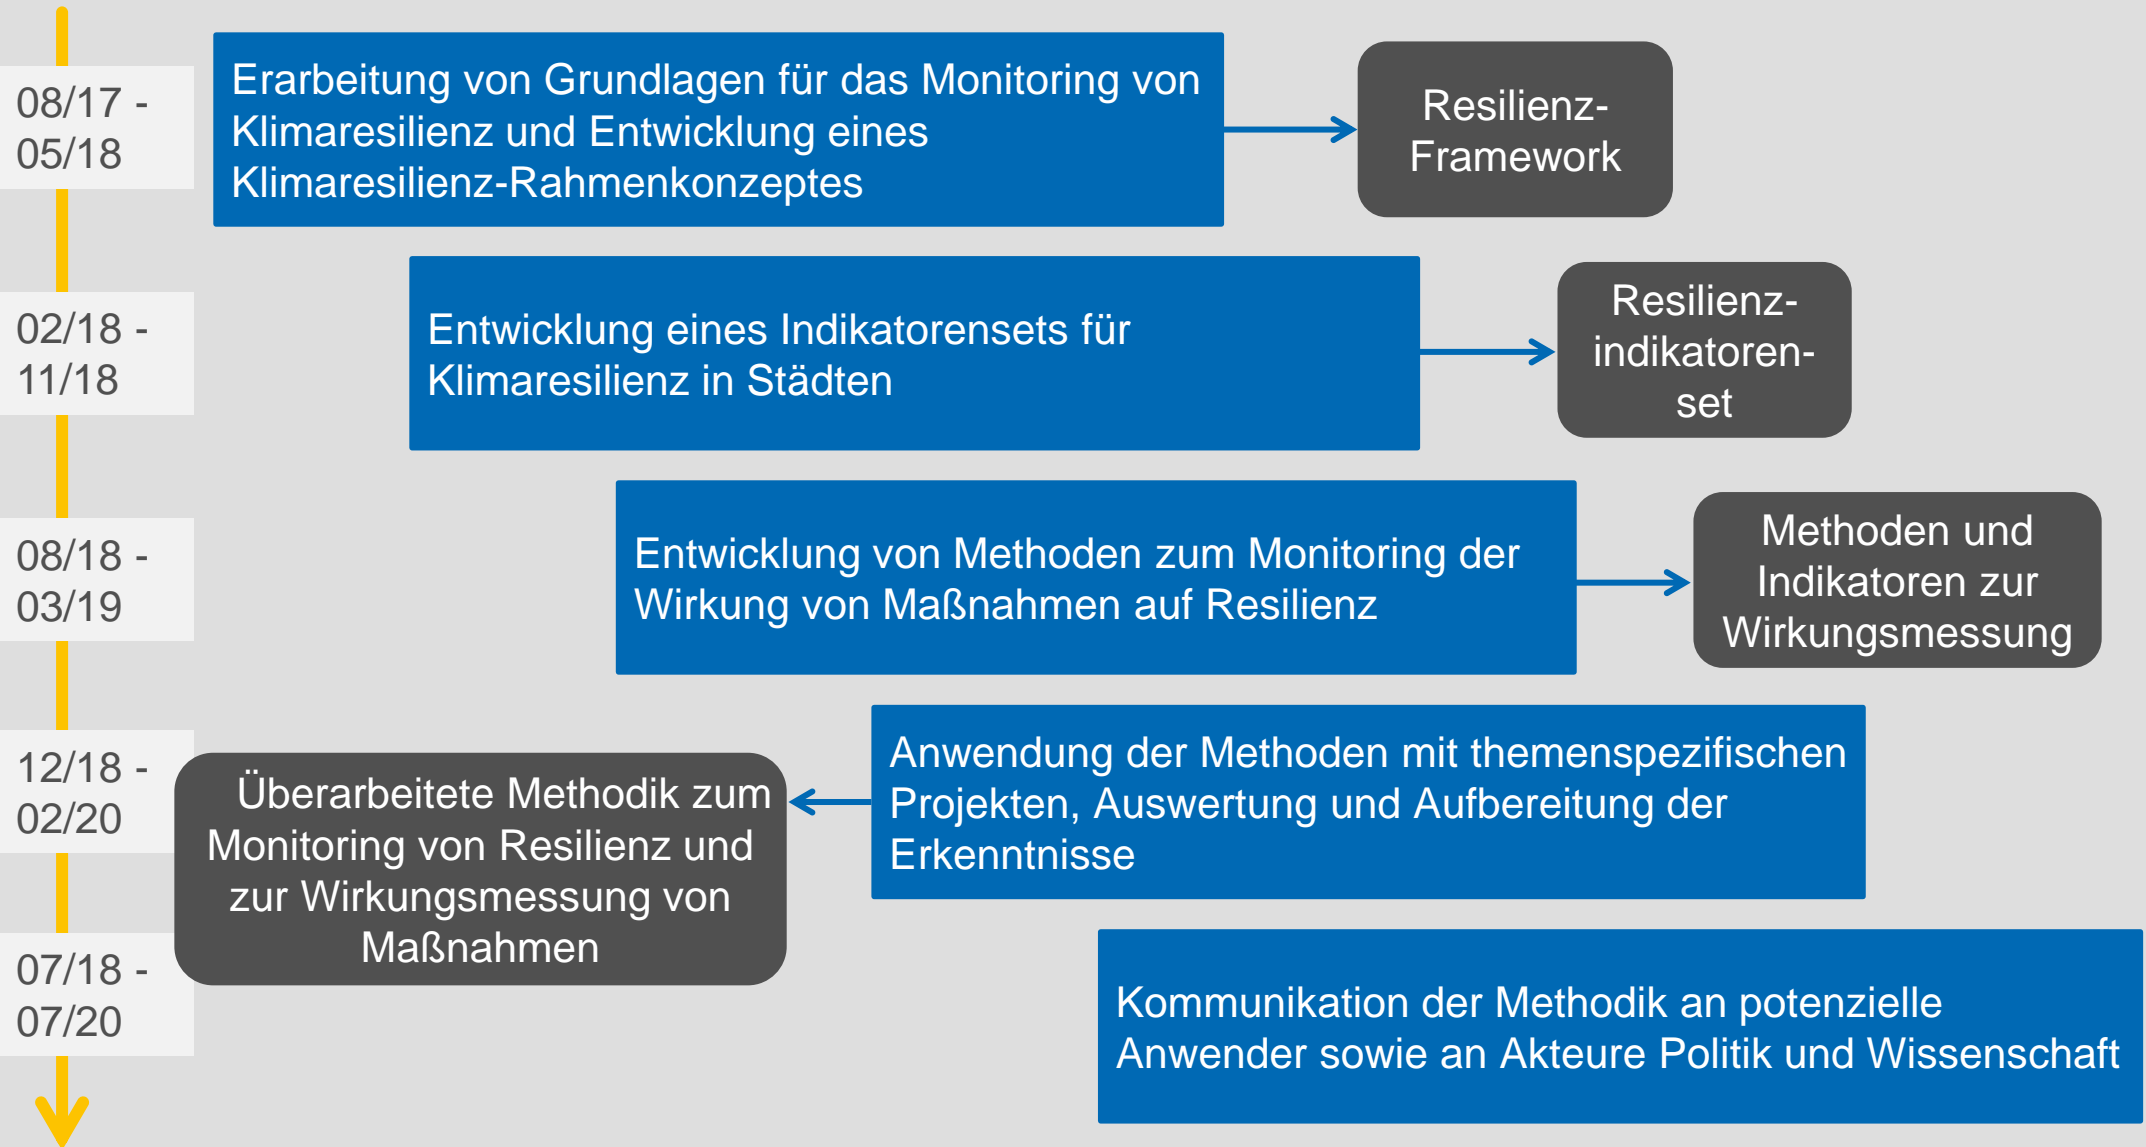 08/17 -
05/18
Erarbeitung von Grundlagen für das Monitoring von
Klimaresilienz und Entwicklung eines
Klimaresilienz-Rahmenkonzeptes
Resilienz-
Framework
02/18 -
11/18
Entwicklung eines Indikatorensets für
Klimaresilienz in Städten
Resilienz-
indikatoren-
set
08/18 -
03/19
Entwicklung von Methoden zum Monitoring der
Wirkung von Maßnahmen auf Resilienz
Methoden und
Indikatoren zur
Wirkungsmessung
12/18 -
02/20
Anwendung der Methoden mit themenspezifischen
Projekten, Auswertung und Aufbereitung der
Erkenntnisse
Überarbeitete Methodik zum
Monitoring von Resilienz und
zur Wirkungsmessung von
Maßnahmen
07/18 -
07/20
Kommunikation der Methodik an potenzielle
Anwender sowie an Akteure Politik und Wissenschaft